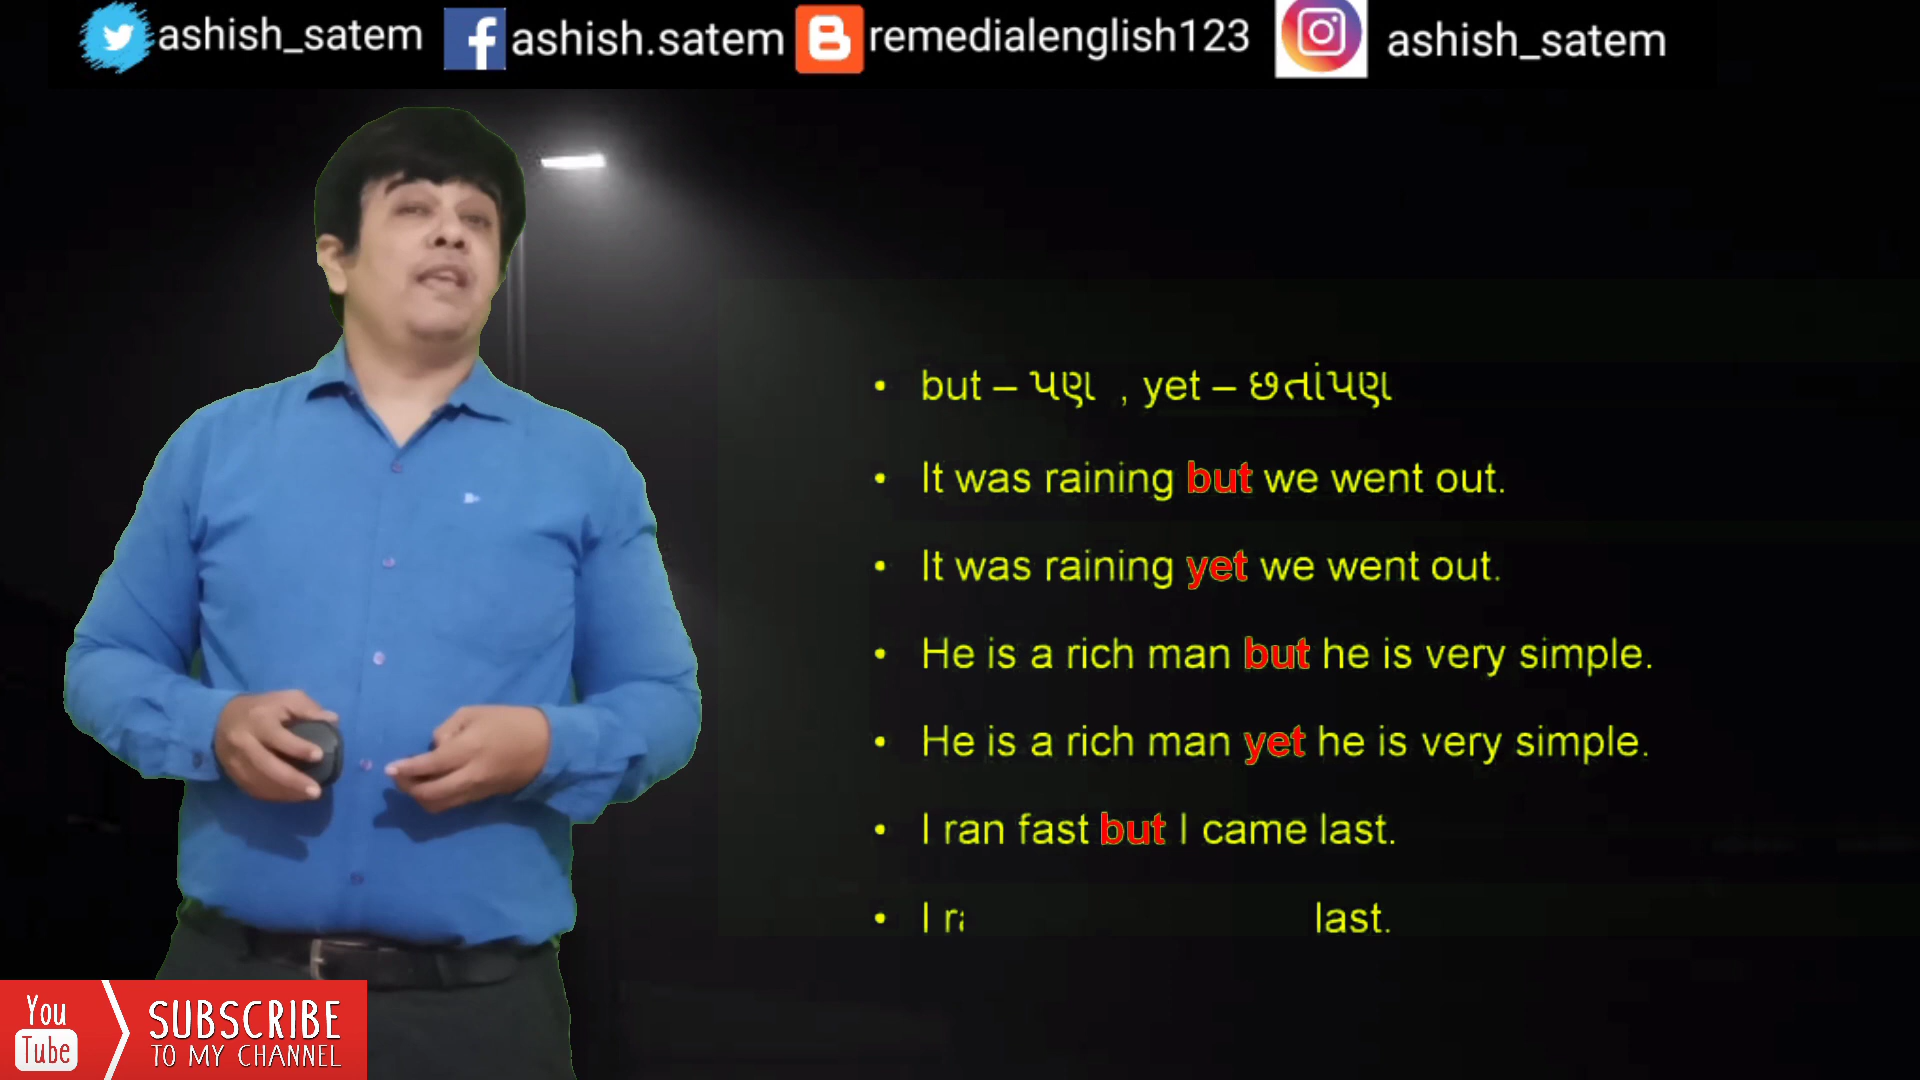 ashish_satem ashish.satem remedialenglish123 ashish_satem
• but – પણ , yet – છતાંપણ
• It was raining but we went out.
• It was raining yet we went out.
• He is a rich man but he is very simple.
• He is a rich man yet he is very simple.
• I ran fast but I came last.
• I last.
You Tube
SUBSCRIBE
TO MY CHANNEL